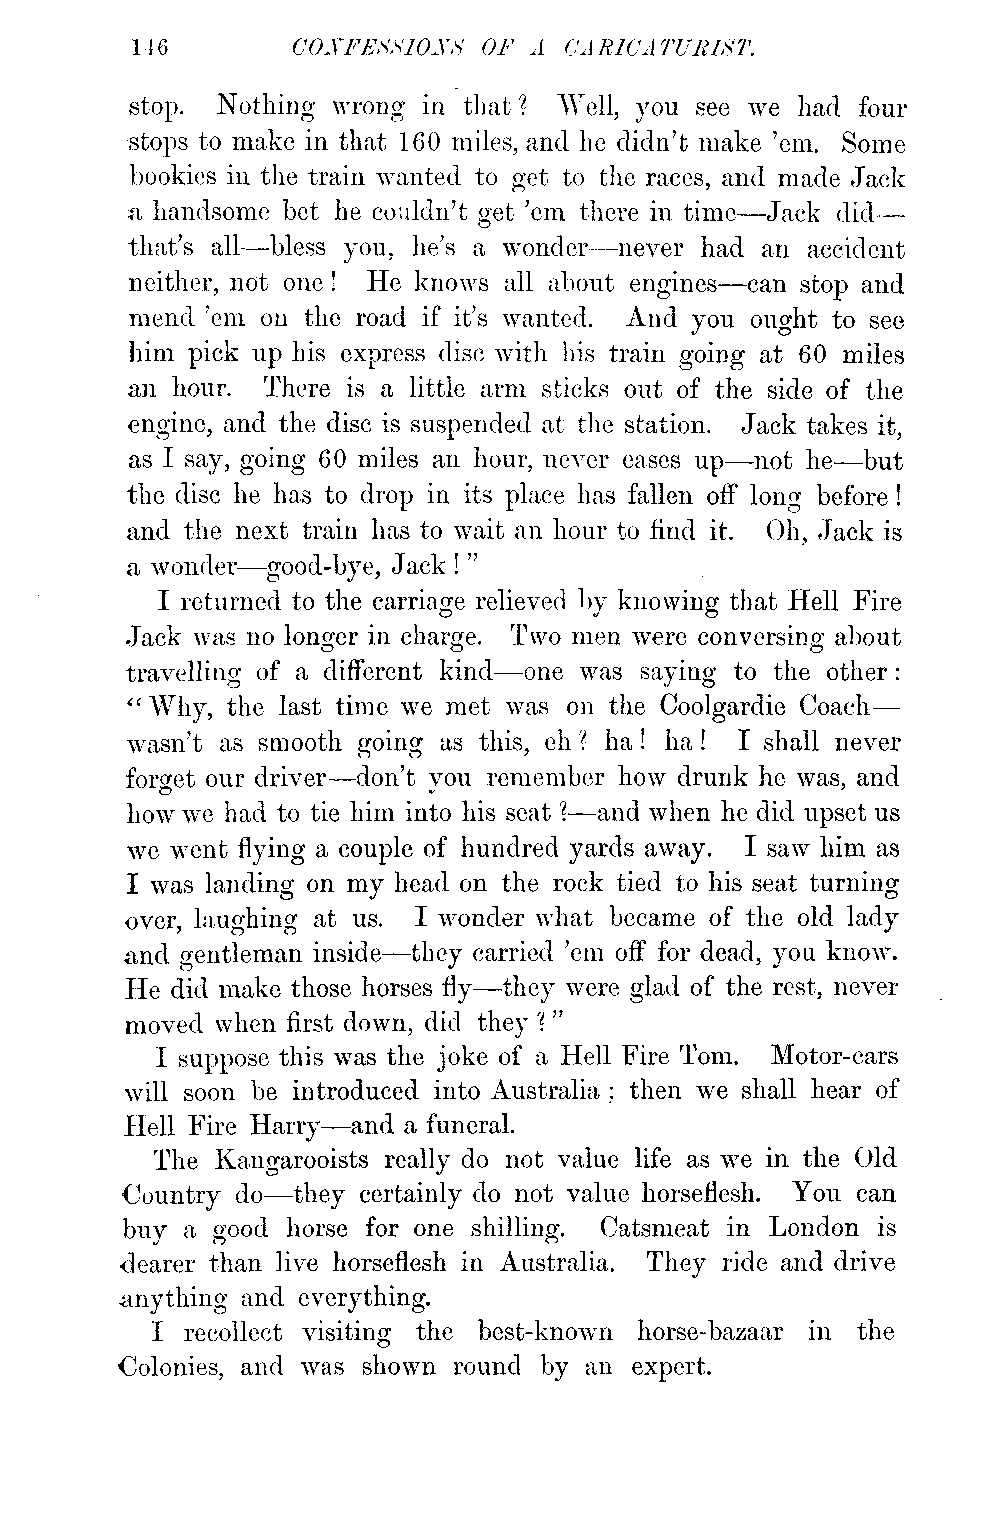 146 CONFESSIONS OF A CARICATURIST.
stop. Nothing wrong in that? Well, you see we had four
stops to make in that 160 miles, and he didn't make 'em. Some
bookies in the train wanted to get to the races, and made Jack
a handsome bet he couldn't get 'em there in time—Jack did—
that's all—bless you, he's a wonder—never had an accident
neither, not one! He knows all about engines—can stop and
mend 'em on the road if it's wanted. And you ought to see
him pick up his express disc with his train going at 60 miles
an hour. There is a little arm sticks out of the side of the
engine, and the disc is suspended at the station. Jack takes it,
as I say, going 60 miles an hour, never eases up—not he—but
the disc he has to drop in its place has fallen off long before!
and the next train has to wait an hour to find it. Oh, Jack is
a wonder—good-bye, Jack!"
I returned to the carriage relieved by knowing that Hell Fire
Jack was no longer in charge. Two men were conversing about
travelling of a different kind—one was saying to the other:
"Why, the last time we met was on the Coolgardie Coach—
wasn't as smooth going as this, eh? ha! ha! I shall never
forget our driver—don't you remember how drunk he was, and
how we had to tie him into his seat?—and when he did upset us
we went flying a couple of hundred yards away. I saw him as
I was landing on my head on the rock tied to his seat turning
over, laughing at us. I wonder what became of the old lady
and gentleman inside—they carried 'em off for dead, you know.
He did make those horses fly—they were glad of the rest, never
moved when first down, did they?"
I suppose this was the joke of a Hell Fire Tom. Motor-cars
will soon be introduced into Australia; then we shall hear of
Hell Fire Harry—and a funeral.
The Kangarooists really do not value life as we in the Old
Country do—they certainly do not value horseflesh. You can
buy a good horse for one shilling. Catsmeat in London is
dearer than live horseflesh in Australia. They ride and drive
anything and everything.
I recollect visiting the best-known horse-bazaar in the
Colonies, and was shown round by an expert.